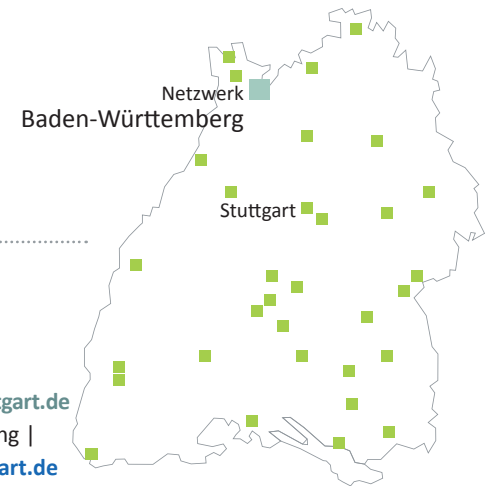 Netzwerk
Baden-Württemberg
Stuttgart
gart.de
ng |
art.de